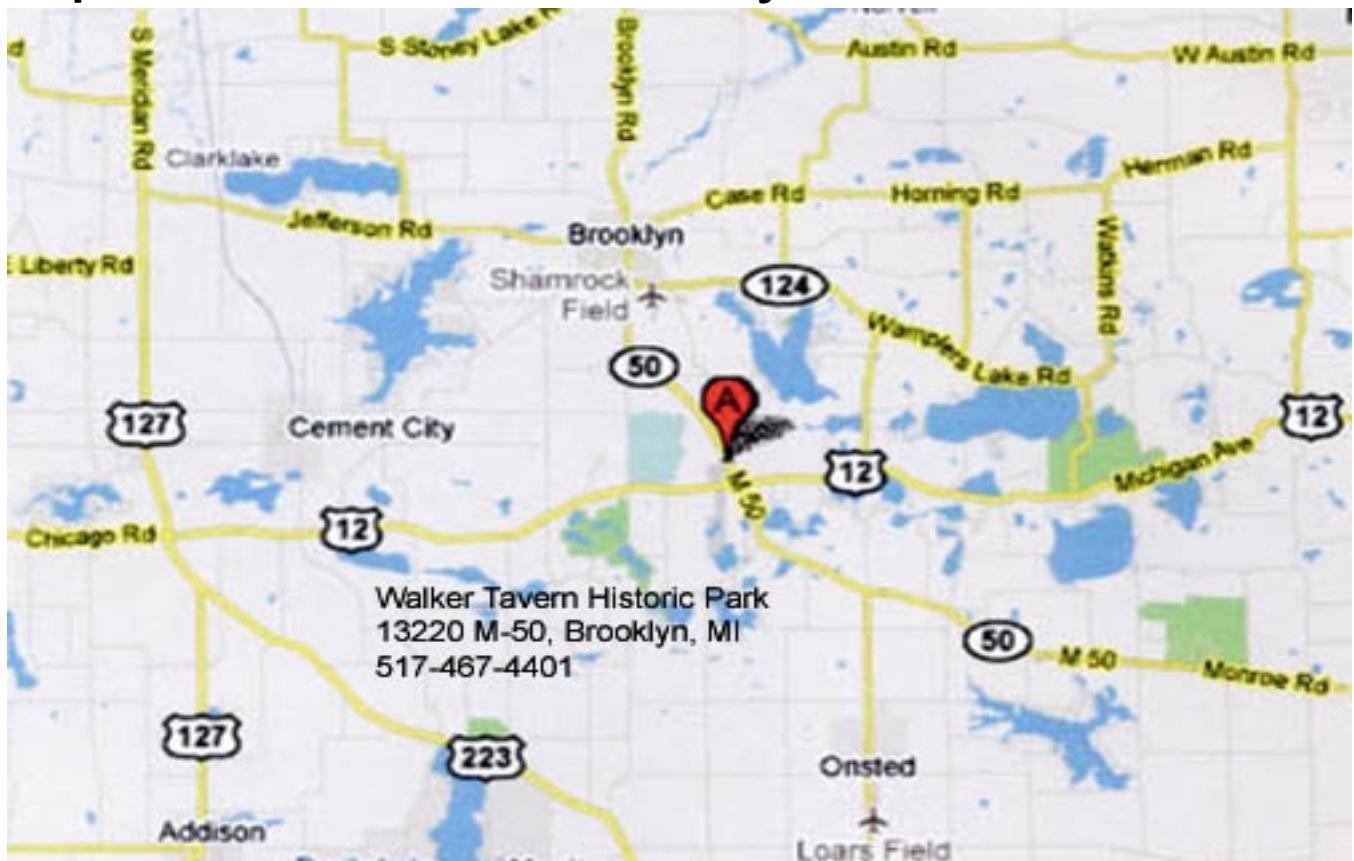 S Meridian Rd
S Stoney Lake
Brooklyn Rd
Austin Rd
W Austin Rd
Clarklake
Jefferson Rd
Brooklyn
Case Rd
Horning Rd
Herman Rd
E Liberty Rd
Shamrock
Field
124
Watkins Rd
Wamplers Lake Rd
50
A
127
Cement City
12
12
M 50
Michigan Ave
Chicago Rd
12
Walker Tavern Historic Park
13220 M-50, Brooklyn, MI
517-467-4401
50
M 50
Monroe Rd
127
223
Onsted
Addison
Loars Field